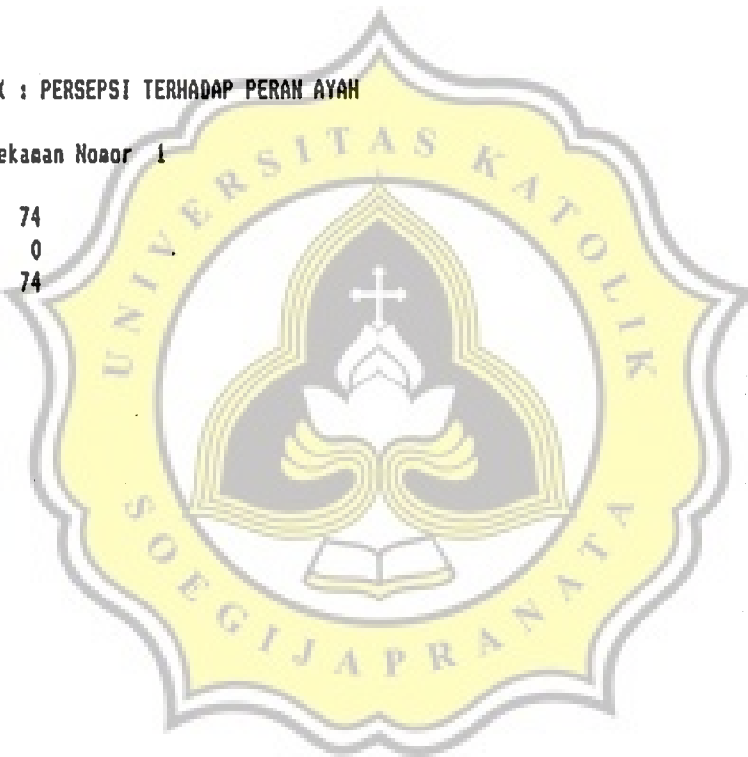 X : PERSEPSI TERHADAP PERAN AYAH
ekaman Nomor 1
74
0
74
UNIVERSITAS KATOLIK
SOEGIJAPRANATA